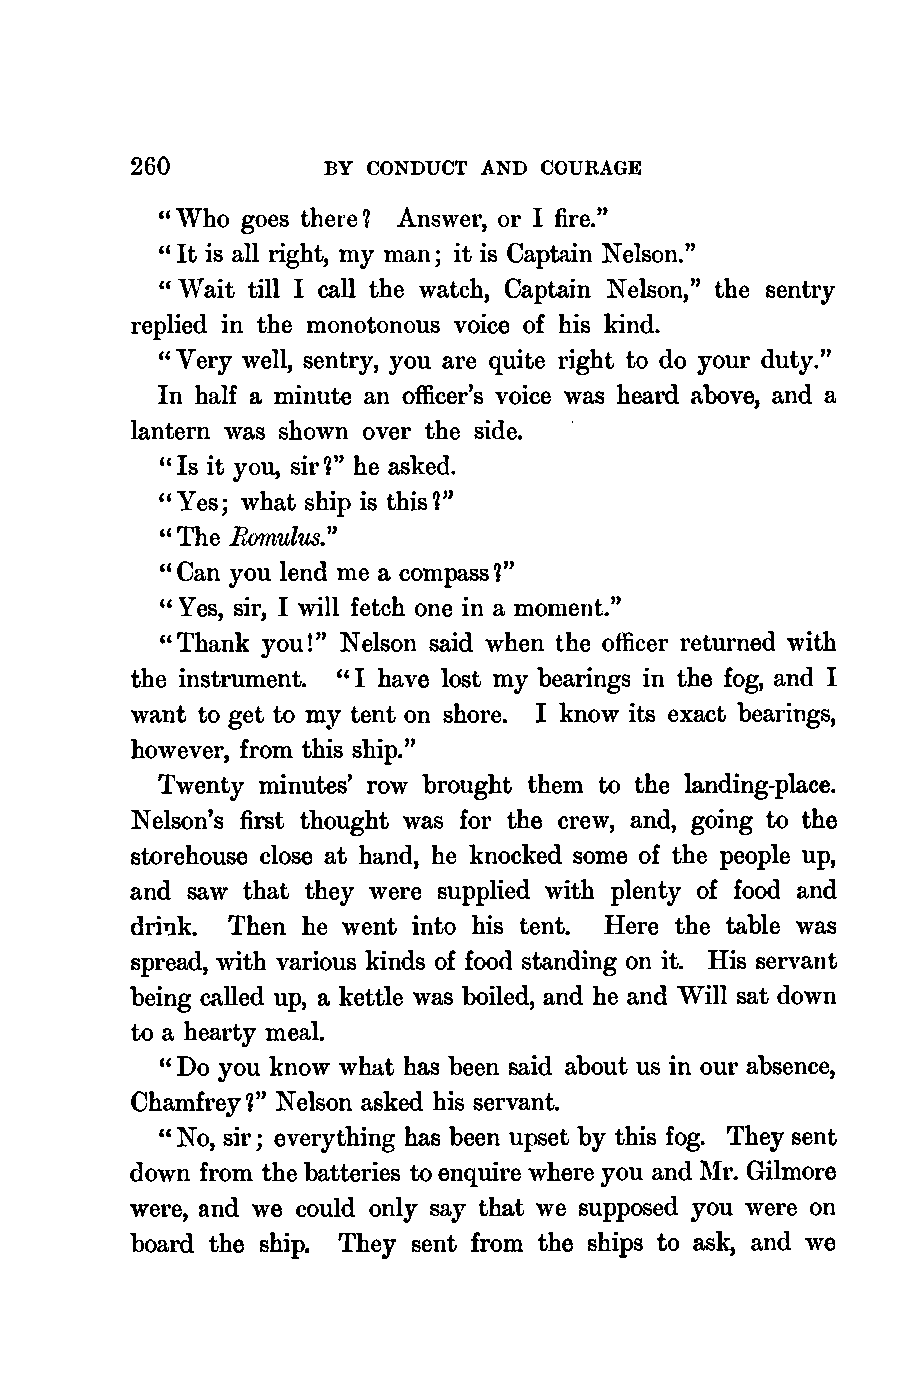 260 BY CONDUCT AND COURAGE
"Who goes there? Answer, or I fire."
"It is all right, my man; it is Captain Nelson."
"Wait till I call the watch, Captain Nelson," the sentry
replied in the monotonous voice of his kind.
"Very well, sentry, you are quite right to do your duty."
In half a minute an officer's voice was heard above, and a
lantern was shown over the side.
"Is it you, sir?" he asked.
"Yes; what ship is this?"
"The Romulus."
"Can you lend me a compass?"
"Yes, sir, I will fetch one in a moment."
"Thank you!" Nelson said when the officer returned with
the instrument. "I have lost my bearings in the fog, and I
want to get to my tent on shore. I know its exact bearings,
however, from this ship."
Twenty minutes' row brought them to the landing-place.
Nelson's first thought was for the crew, and, going to the
storehouse close at hand, he knocked some of the people up,
and saw that they were supplied with plenty of food and
drink. Then he went into his tent. Here the table was
spread, with various kinds of food standing on it. His servant
being called up, a kettle was boiled, and he and Will sat down
to a hearty meal.
"Do you know what has been said about us in our absence,
Chamfrey?" Nelson asked his servant.
"No, sir; everything has been upset by this fog. They sent
down from the batteries to enquire where you and Mr. Gilmore
were, and we could only say that we supposed you were on
board the ship. They sent from the ships to ask, and we